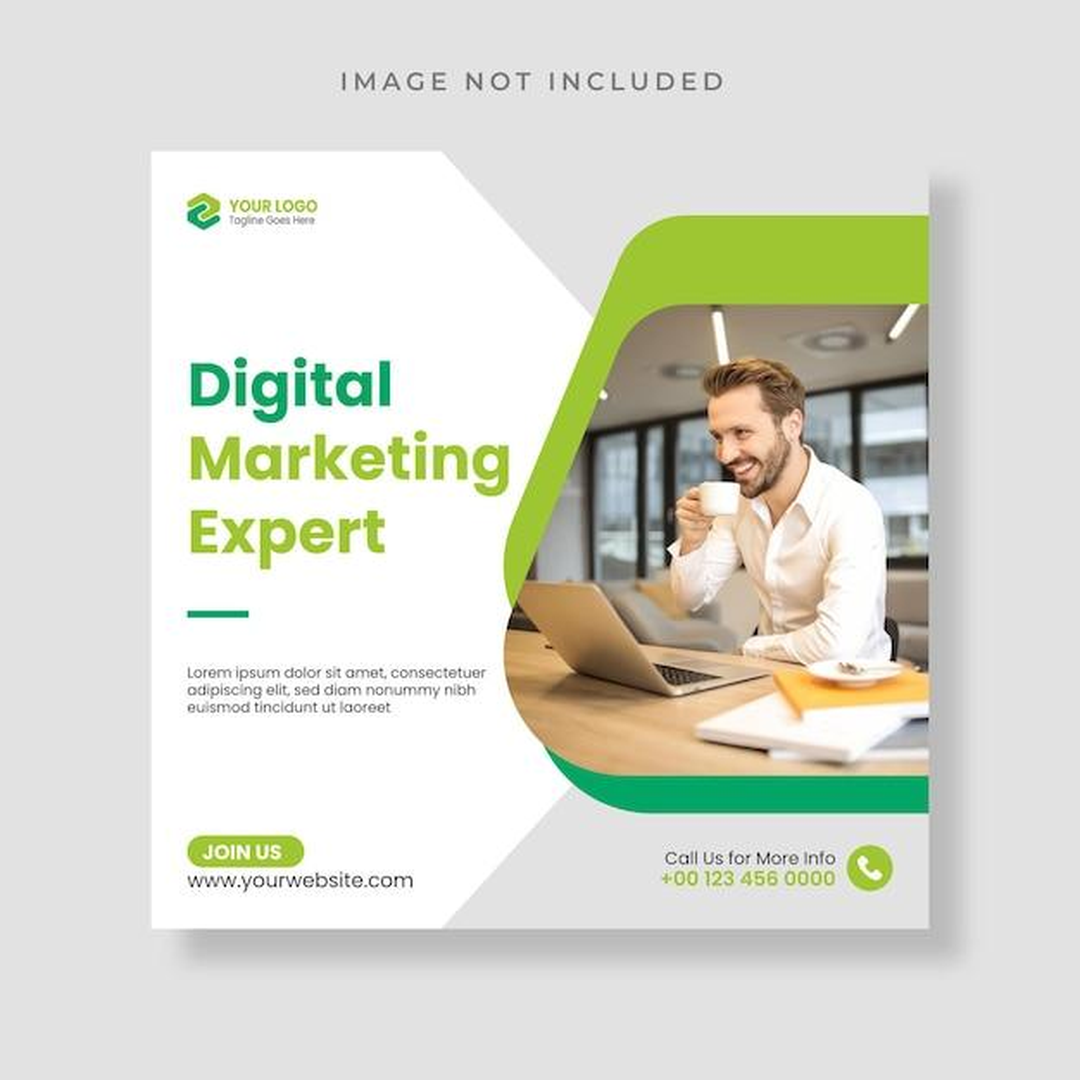 IMAGE NOT INCLUDED
YOUR LOGO
Tagline Goes Here
Digital
Marketing
Expert
Lorem ipsum dolor sit amet, consectetuer
adipiscing elit, sed diam nonummy nibh
euismod tincidunt ut laoreet
JOIN US
www.yourwebsite.com
Call Us for More Info
+00 123 456 0000